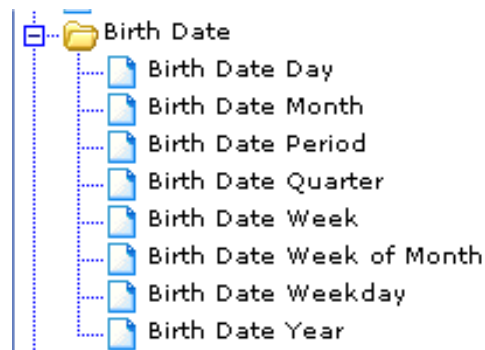 Birth Date
Birth Date Day
Birth Date Month
Birth Date Period
Birth Date Quarter
Birth Date Week
Birth Date Week of Month
Birth Date Weekday
Birth Date Year